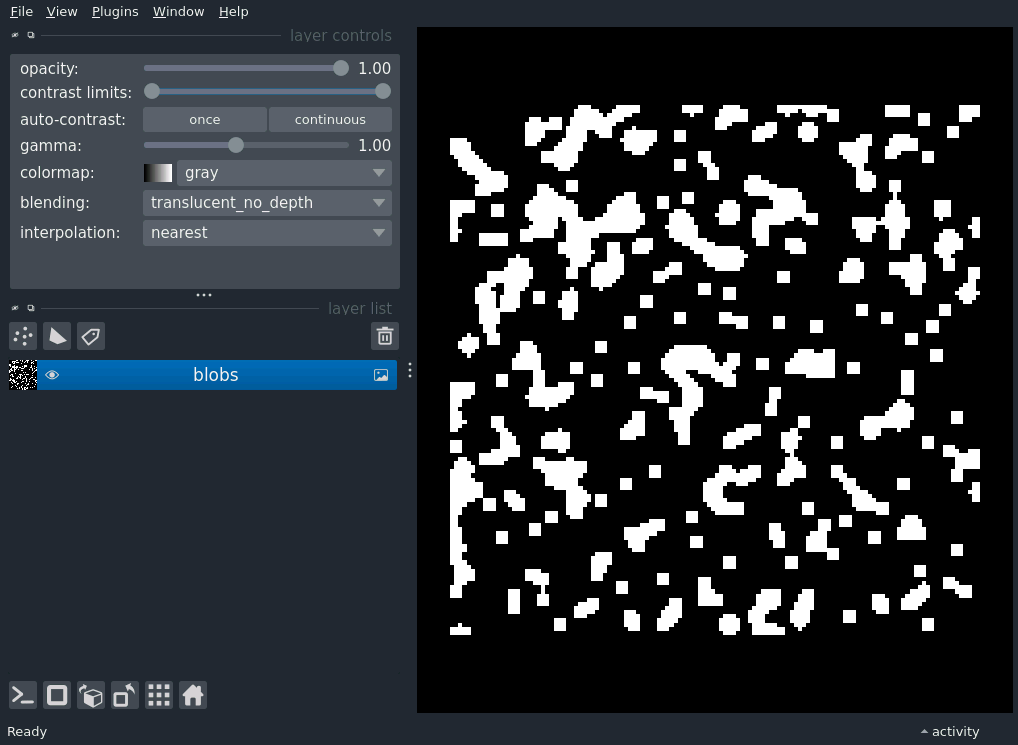 File View Plugins Window Help
layer controls
opacity: 1.00
contrast limits:
auto-contrast: once continuous
gamma: 1.00
colormap: gray
blending: translucent_no_depth
interpolation: nearest
layer list
blobs
Ready activity